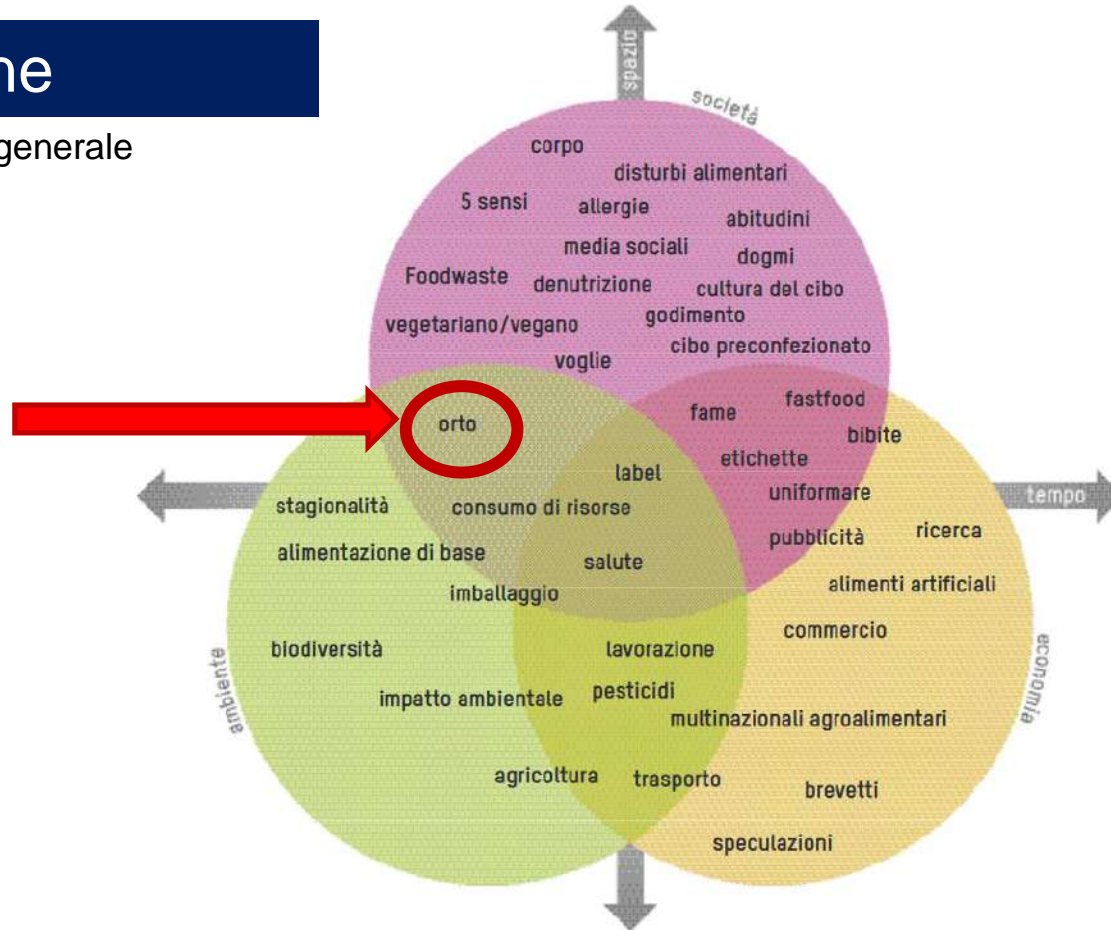 ne
generale
spazio
società
corpo
disturbi alimentari
5 sensi
allergie
abitudini
media sociali
dogmi
Foodwaste
denutrizione
cultura del cibo
godimento
vegetariano/vegano
cibo preconfezionato
voglie
fastfood
fame
orto
bibite
etichette
label
uniformare
tempo
stagionalità
consumo di risorse
pubblicità
ricerca
alimentazione di base
salute
alimenti artificiali
imballaggio
commercio
biodiversità
lavorazione
ambiente
economia
impatto ambientale
pesticidi
multinazionali agroalimentari
agricoltura
trasporto
brevetti
speculazioni